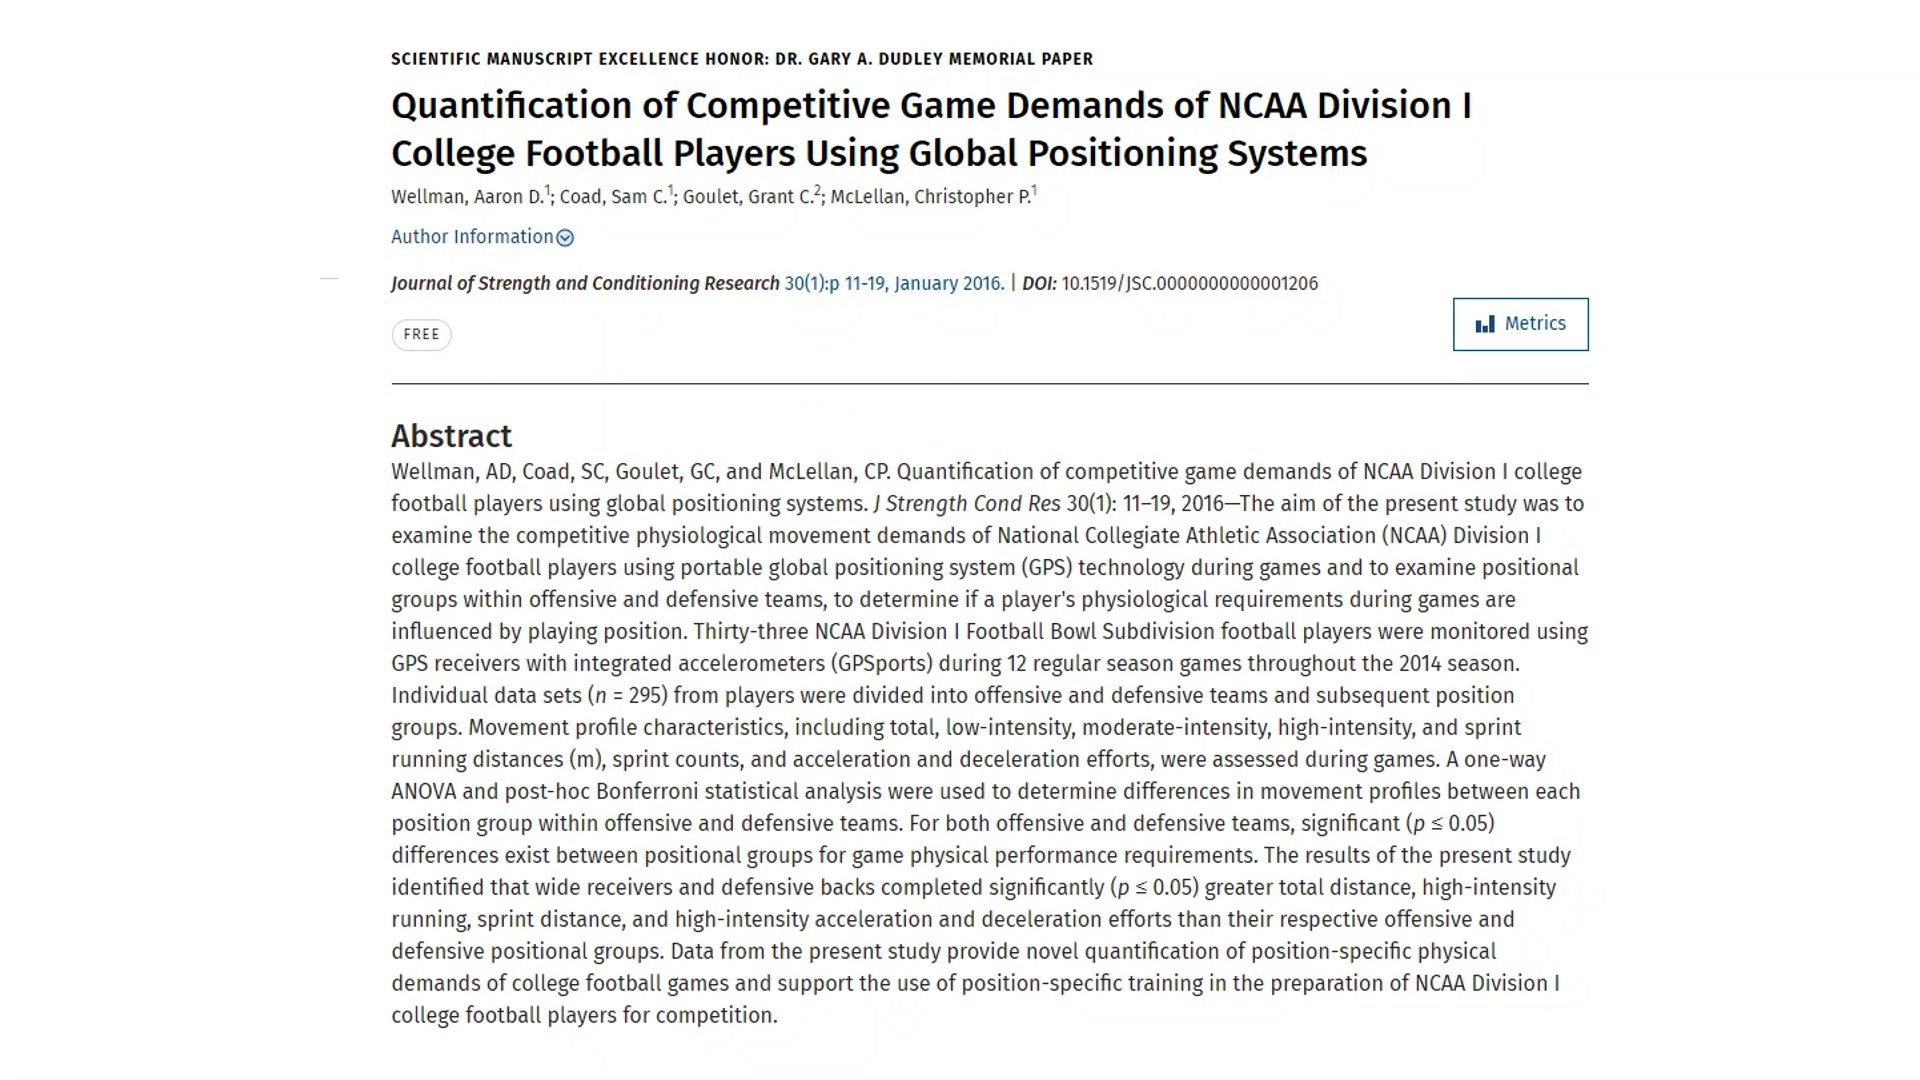 SCIENTIFIC MANUSCRIPT EXCELLENCE HONOR: DR. GARY A. DUDLEY MEMORIAL PAPER
Quantification of Competitive Game Demands of NCAA Division I
College Football Players Using Global Positioning Systems
Wellman, Aaron D.1; Coad, Sam C.1; Goulet, Grant C.2; McLellan, Christopher P.1
Author Information
Journal of Strength and Conditioning Research 30(1):p 11-19, January 2016. | DOI: 10.1519/JSC.0000000000001206
FREE
Metrics
Abstract
Wellman, AD, Coad, SC, Goulet, GC, and McLellan, CP. Quantification of competitive game demands of NCAA Division I college
football players using global positioning systems. J Strength Cond Res 30(1): 11–19, 2016—The aim of the present study was to
examine the competitive physiological movement demands of National Collegiate Athletic Association (NCAA) Division I
college football players using portable global positioning system (GPS) technology during games and to examine positional
groups within offensive and defensive teams, to determine if a player's physiological requirements during games are
influenced by playing position. Thirty-three NCAA Division I Football Bowl Subdivision football players were monitored using
GPS receivers with integrated accelerometers (GPSports) during 12 regular season games throughout the 2014 season.
Individual data sets (n = 295) from players were divided into offensive and defensive teams and subsequent position
groups. Movement profile characteristics, including total, low-intensity, moderate-intensity, high-intensity, and sprint
running distances (m), sprint counts, and acceleration and deceleration efforts, were assessed during games. A one-way
ANOVA and post-hoc Bonferroni statistical analysis were used to determine differences in movement profiles between each
position group within offensive and defensive teams. For both offensive and defensive teams, significant (p ≤ 0.05)
differences exist between positional groups for game physical performance requirements. The results of the present study
identified that wide receivers and defensive backs completed significantly (p ≤ 0.05) greater total distance, high-intensity
running, sprint distance, and high-intensity acceleration and deceleration efforts than their respective offensive and
defensive positional groups. Data from the present study provide novel quantification of position-specific physical
demands of college football games and support the use of position-specific training in the preparation of NCAA Division I
college football players for competition.